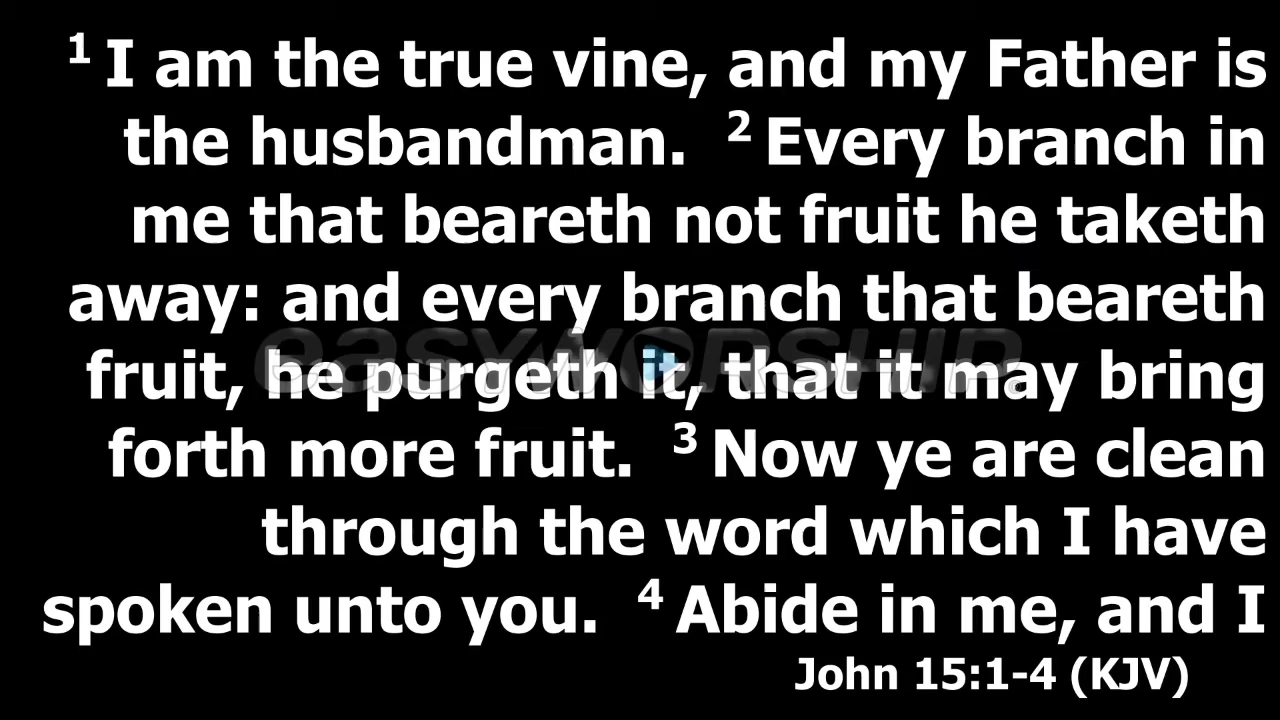 1 I am the true vine, and my Father is
the husbandman. 2 Every branch in
me that beareth not fruit he taketh
away: and every branch that beareth
fruit, he purgeth it, that it may bring
forth more fruit. 3 Now ye are clean
through the word which I have
spoken unto you. 4 Abide in me, and I
John 15:1-4 (KJV)
easyworship